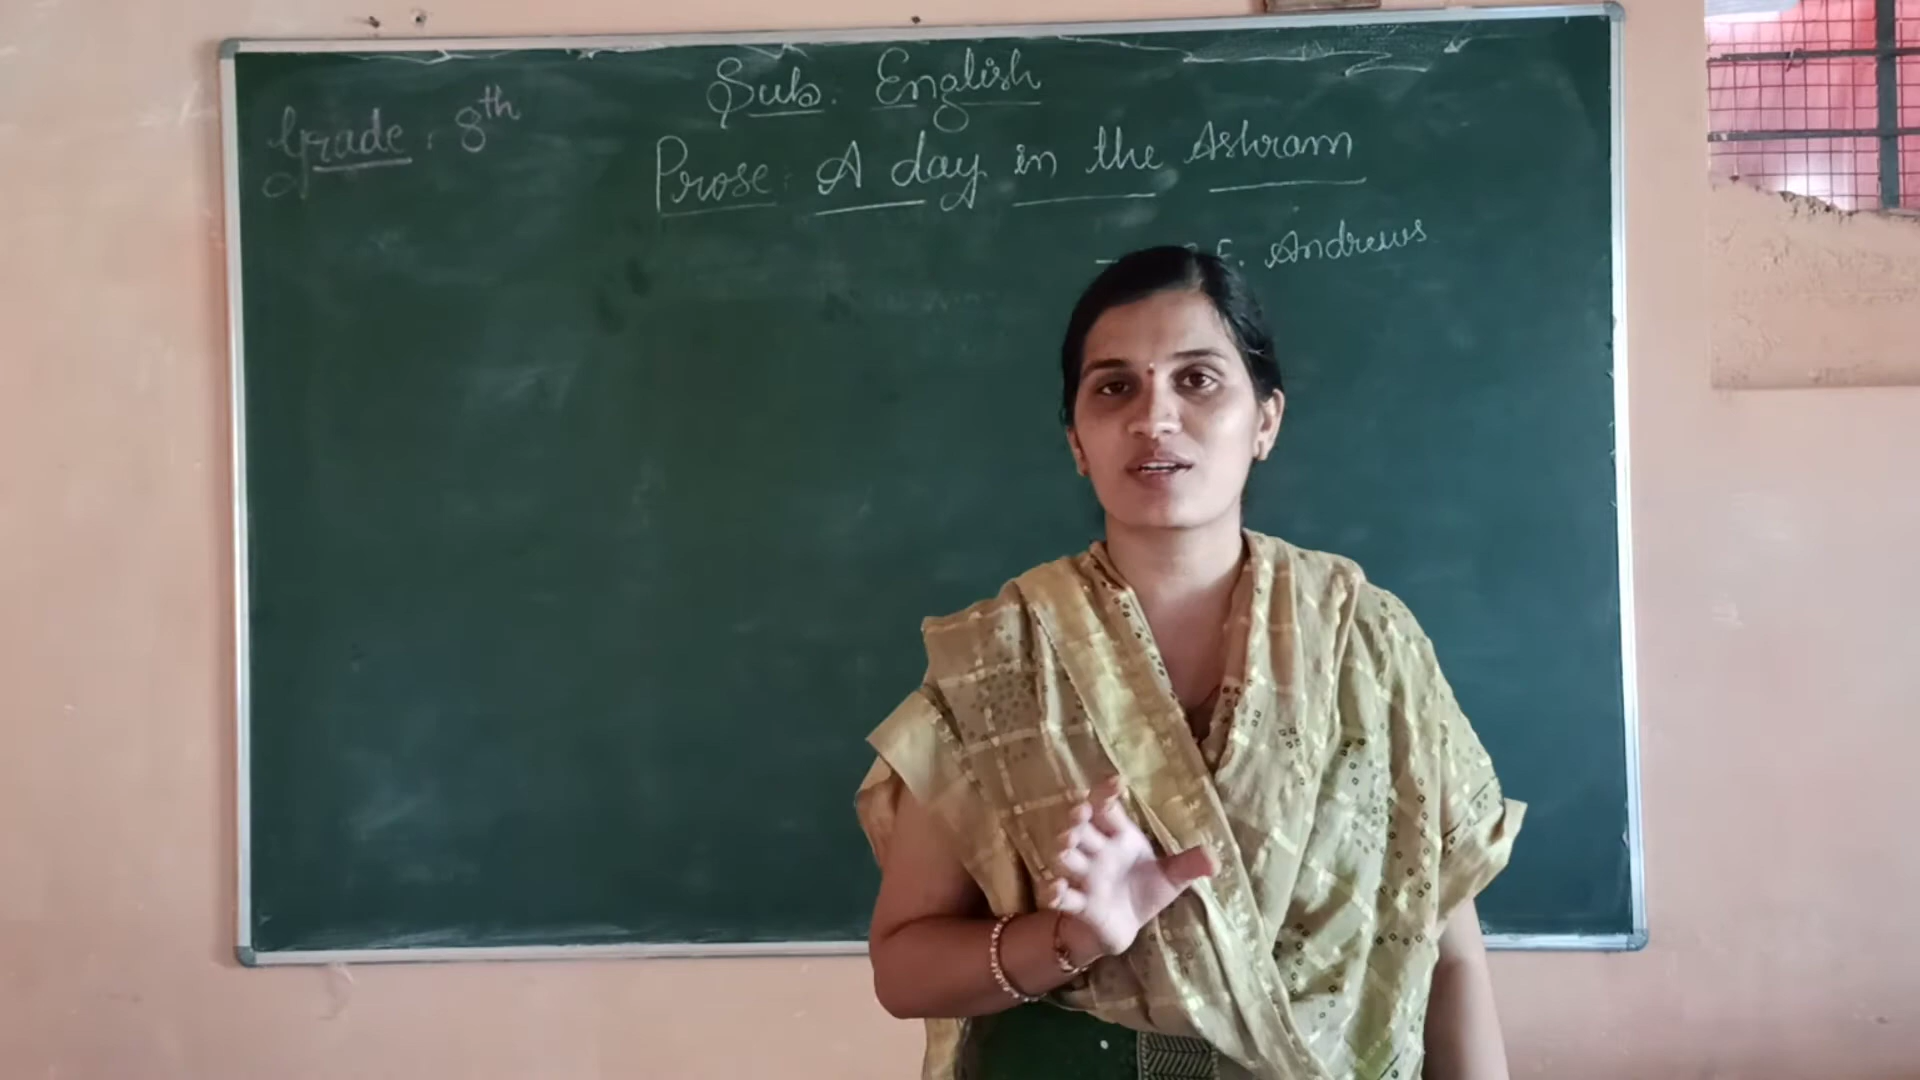 Sub. English
Grade: 8th
Prose: A day in the Ashram
- E. Andrews